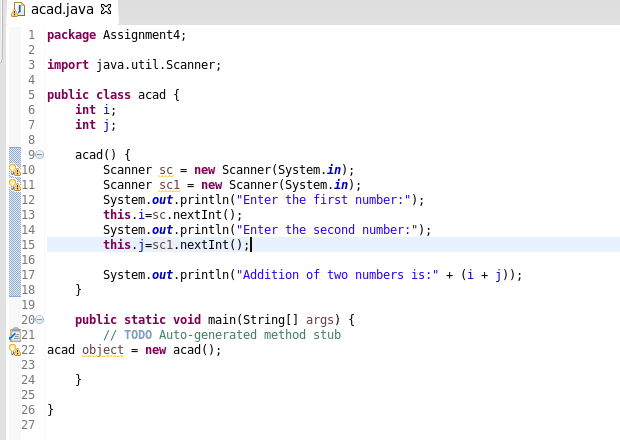 acad.java
1 package Assignment4;
2
3 import java.util.Scanner;
4
5 public class acad {
6     int i;
7     int j;
8
9     acad() {
10         Scanner sc = new Scanner(System.in);
11         Scanner sc1 = new Scanner(System.in);
12         System.out.println("Enter the first number:");
13         this.i=sc.nextInt();
14         System.out.println("Enter the second number:");
15         this.j=sc1.nextInt();
16
17         System.out.println("Addition of two numbers is:" + (i + j));
18     }
19
20     public static void main(String[] args) {
21         // TODO Auto-generated method stub
22 acad object = new acad();
23
24     }
25
26 }
27